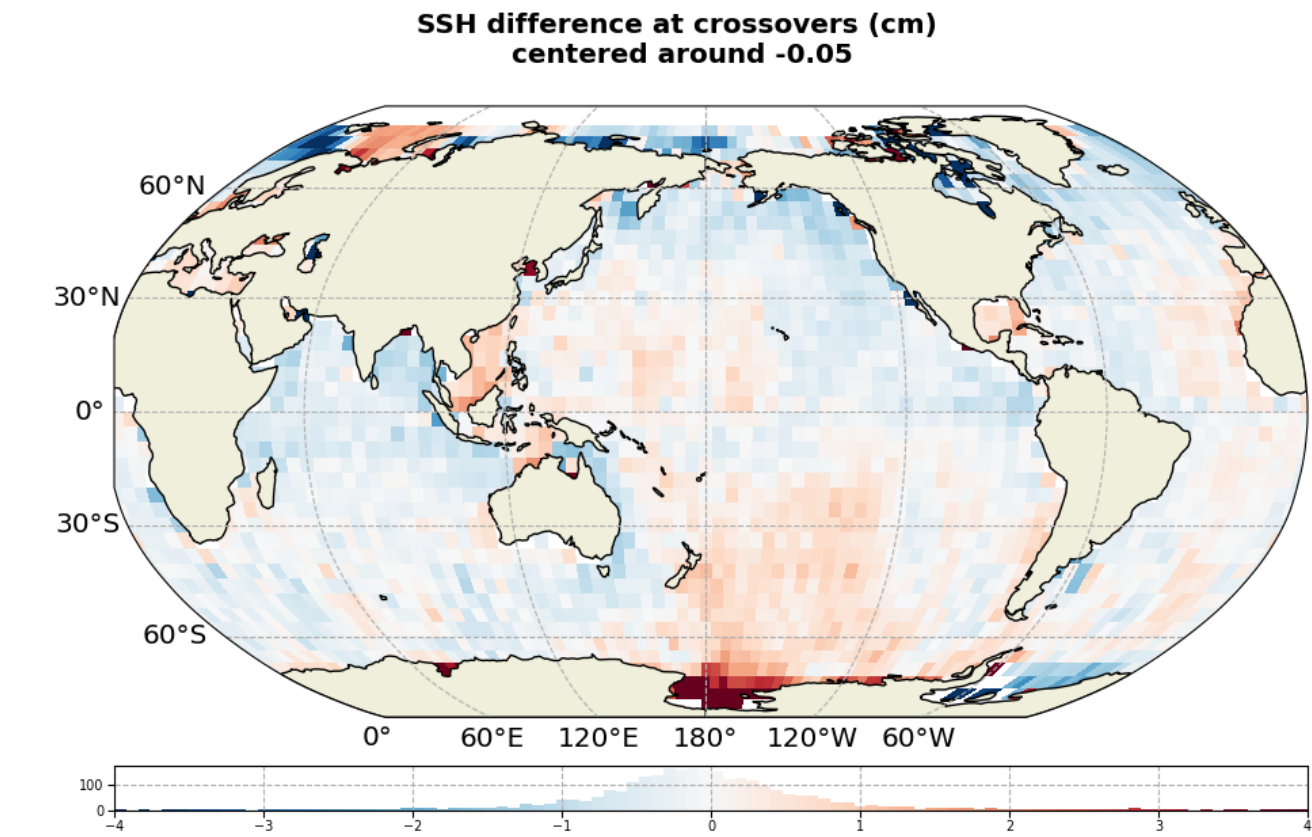 SSH difference at crossovers (cm)
centered around -0.05
60°N
30°N
0°
30°S
60°S
0° 60°E 120°E 180° 120°W 60°W
100
0
−4 −3 −2 −1 0 1 2 3 4